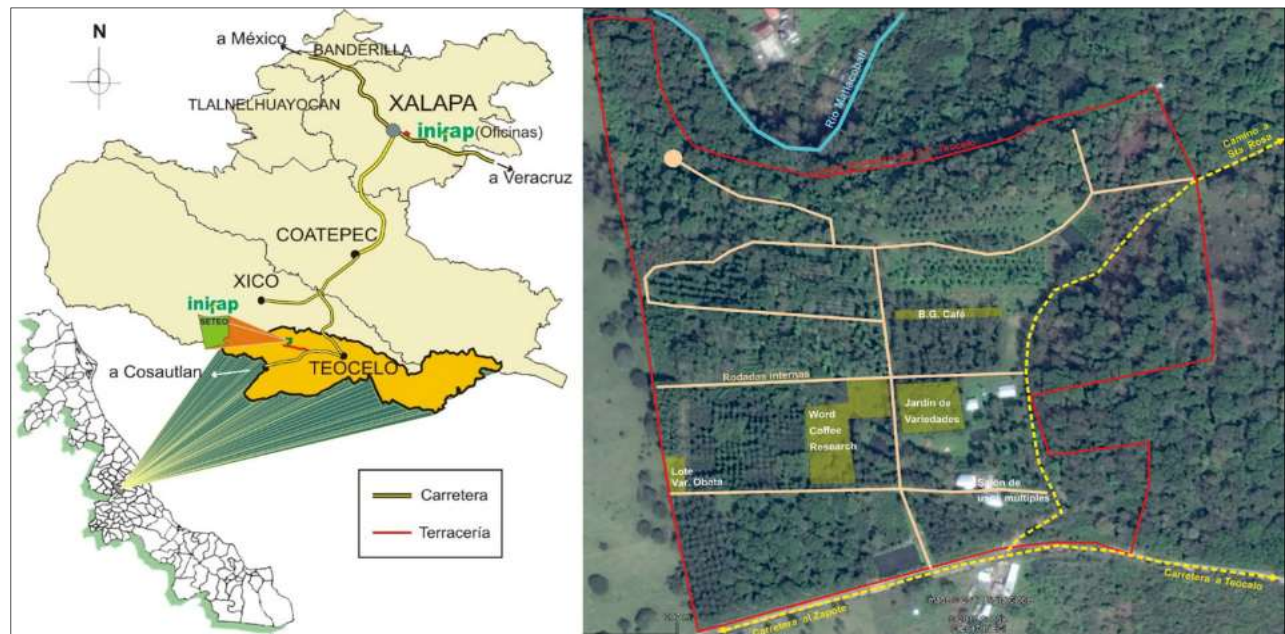 N
a México
BANDERILLA
TLALNELHUAYOCAN
XALAPA
inifap (Oficinas)
a Veracruz
COATEPEC
XICO
inifap
SETEO
TEOCELO
a Cosautlan
Carretera
Terracería
Río Matlacobatl
Teocelo
Camino a
Sta Rosa
B.G. Café
Rodadas internas
Word
Coffee
Research
Jardín de
Variedades
Lote
Var. Obata
Salón de
usos múltiples
Carretera al Zapote
Carretera a Teocelo